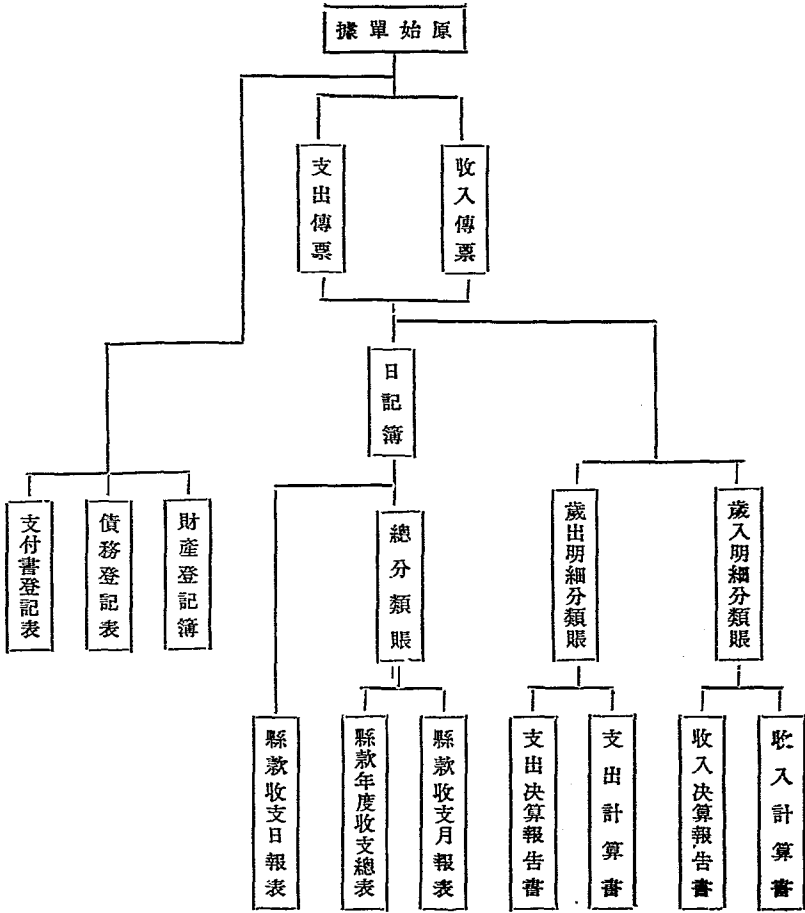 原始單據
收入傳票
支出傳票
日記簿
財產登記簿
債務登記表
支付書登記表
總分類賬
歲入明細分類賬
歲出明細分類賬
收入計算書
收入決算報告書
支出計算書
支出決算報告書
縣款收支月報表
縣款年度收支總表
縣款收支日報表